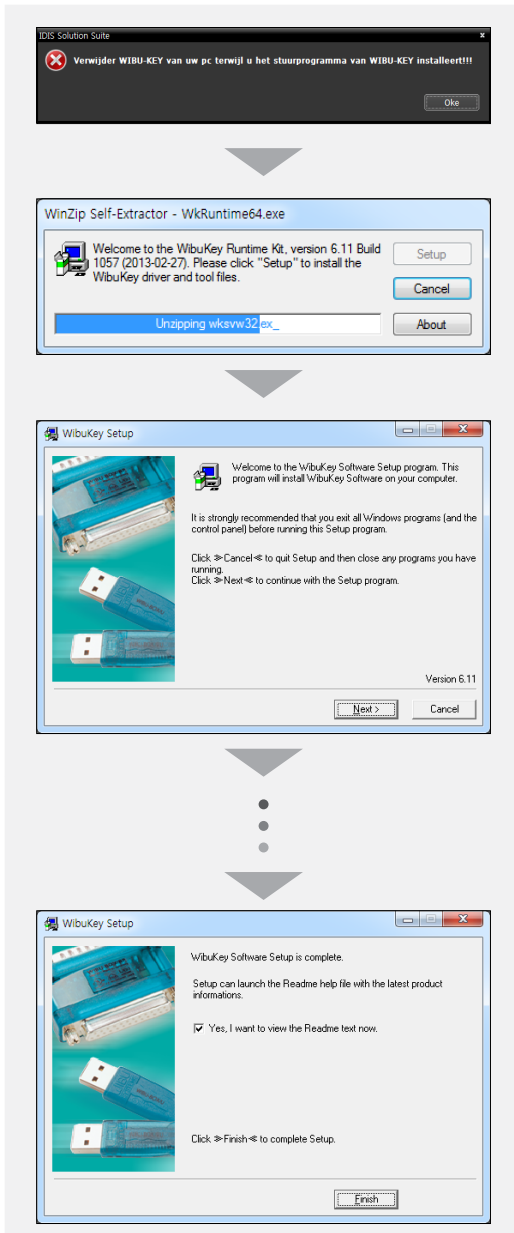 IDIS Solution Suite
x
Verwijder WIBU-KEY van uw pc terwijl u het stuurprogramma van WIBU-KEY installeert!!!
Oke
WinZip Self-Extractor - WkRuntime64.exe
Welcome to the WibuKey Runtime Kit, version 6.11 Build
1057 (2013-02-27). Please click "Setup" to install the
WibuKey driver and tool files.
Setup
Cancel
Unzipping wksvw32.ex_
About
WibuKey Setup
Welcome to the WibuKey Software Setup program. This
program will install WibuKey Software on your computer.
It is strongly recommended that you exit all Windows programs (and the
control panel) before running this Setup program.
Click ≫Cancel≪ to quit Setup and then close any programs you have
running.
Click ≫Next≪ to continue with the Setup program.
Version 6.11
Next >
Cancel
WibuKey Setup
WibuKey Software Setup is complete.
Setup can launch the Readme help file with the latest product
informations.
Yes, I want to view the Readme text now.
Click ≫Finish≪ to complete Setup.
Finish